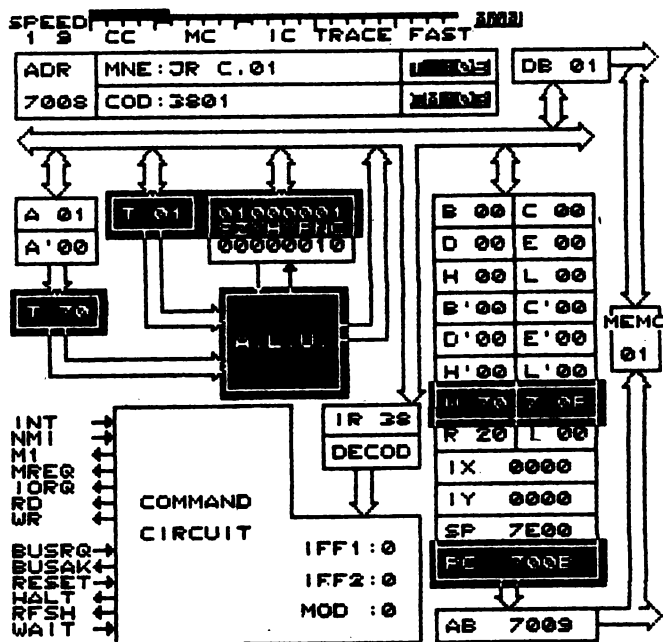 SPEED
1 9 CC MC IC TRACE FAST
ADR MNE:JR C.01
7008 COD:3801
DB 01
A 01
A'00
T 01
01000001
00000010
T 70
A.L.U.
B 00 C 00
D 00 E 00
H 00 L 00
B'00 C'00
D'00 E'00
H'00 L'00
W 70 Z 0E
R 20 L 00
IX 0000
IY 0000
SP 7E00
PC 700E
AB 7009
MEMO
01
IR 38
DECOD
INT
NMI
M1
MREQ
IORQ
RD
WR
BUSRQ
BUSAK
RESET
HALT
RFSH
WAIT
COMMAND
CIRCUIT
IFF1:0
IFF2:0
MOD :0